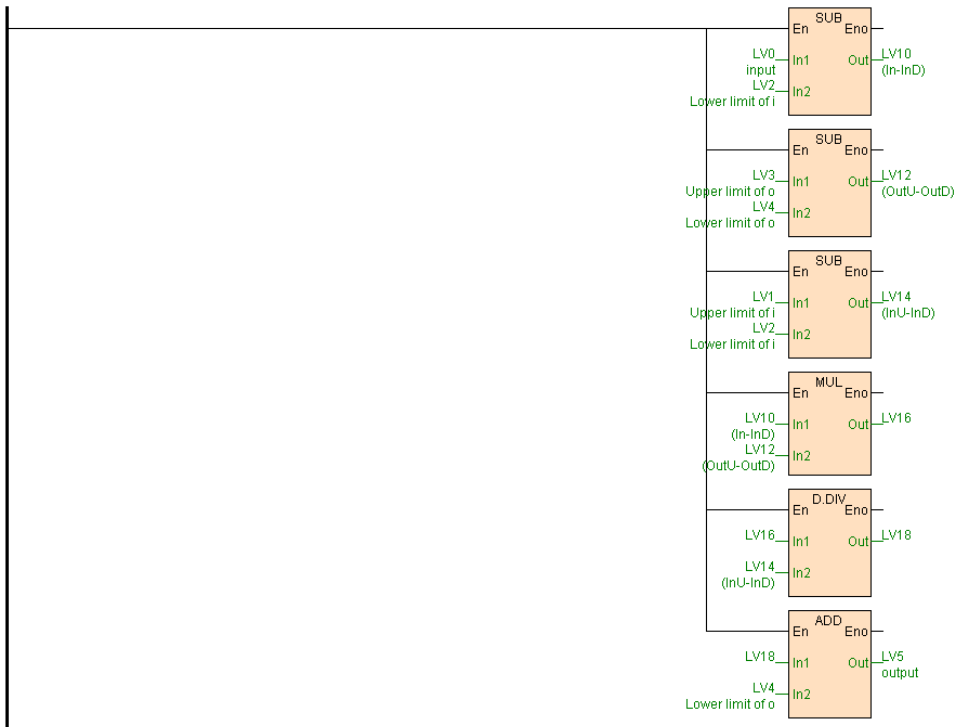 SUB
En Eno
LV0 In1 Out LV10
input (In-InD)
LV2 In2
Lower limit of i
SUB
En Eno
LV3 In1 Out LV12
Upper limit of o (OutU-OutD)
LV4 In2
Lower limit of o
SUB
En Eno
LV1 In1 Out LV14
Upper limit of i (InU-InD)
LV2 In2
Lower limit of i
MUL
En Eno
LV10 In1 Out LV16
(In-InD)
LV12 In2
(OutU-OutD)
D.DIV
En Eno
LV16 In1 Out LV18
LV14 In2
(InU-InD)
ADD
En Eno
LV18 In1 Out LV5
output
LV4 In2
Lower limit of o